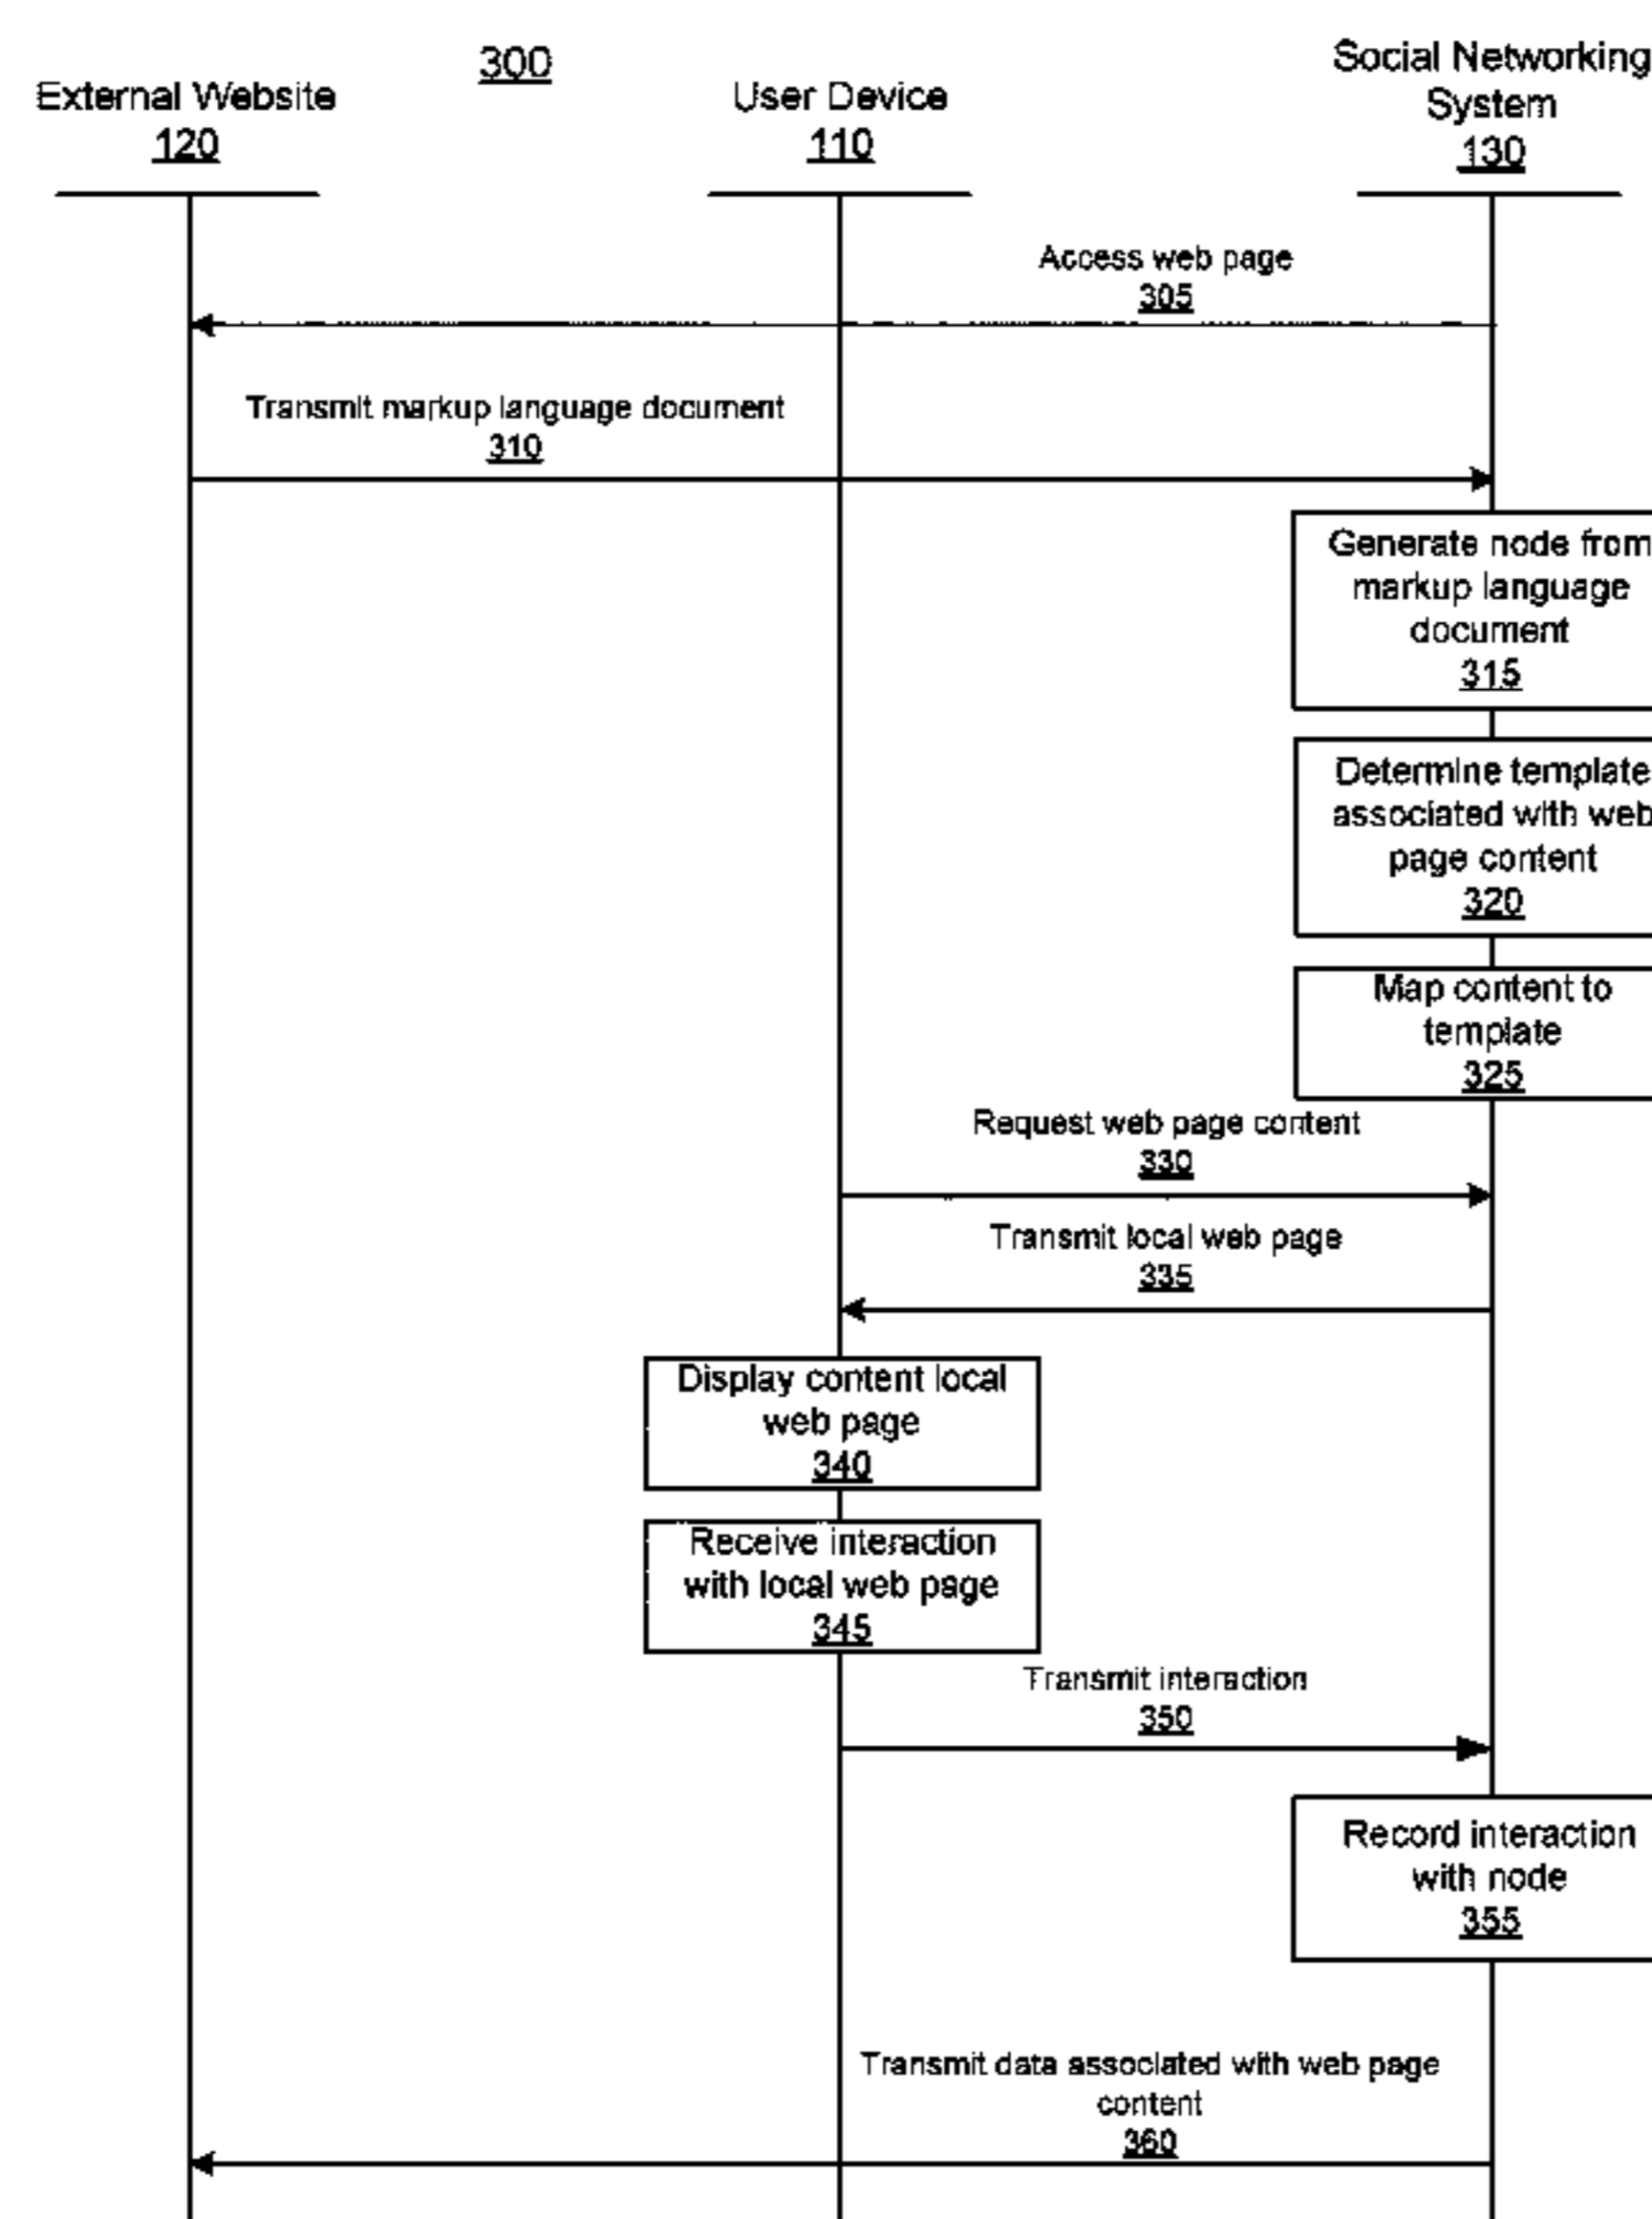 300
External Website
120
User Device
110
Social Networking
System
130
Access web page
305
Transmit markup language document
310
Generate node from
markup language
document
315
Determine template
associated with web
page content
320
Map content to
template
325
Request web page content
330
Transmit local web page
335
Display content local
web page
340
Receive interaction
with local web page
345
Transmit interaction
350
Record interaction
with node
355
Transmit data associated with web page
content
360